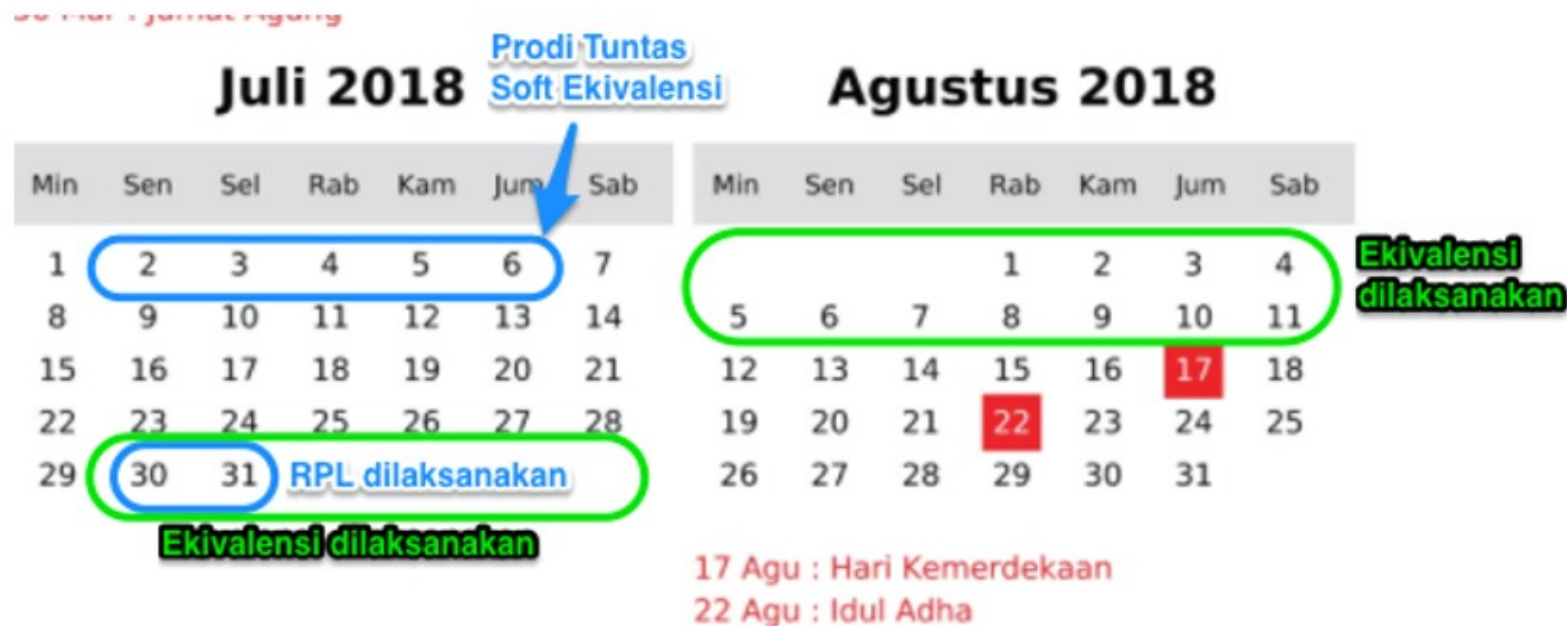 30 Mar : Jumat Agung
Prodi Tuntas
Soft Ekivalensi
Juli 2018
Min Sen Sel Rab Kam Jum Sab
1 2 3 4 5 6 7
8 9 10 11 12 13 14
15 16 17 18 19 20 21
22 23 24 25 26 27 28
29 30 31 RPL dilaksanakan
Ekivalensi dilaksanakan
Agustus 2018
Min Sen Sel Rab Kam Jum Sab
1 2 3 4
5 6 7 8 9 10 11
12 13 14 15 16 17 18
19 20 21 22 23 24 25
26 27 28 29 30 31
Ekivalensi
dilaksanakan
17 Agu : Hari Kemerdekaan
22 Agu : Idul Adha